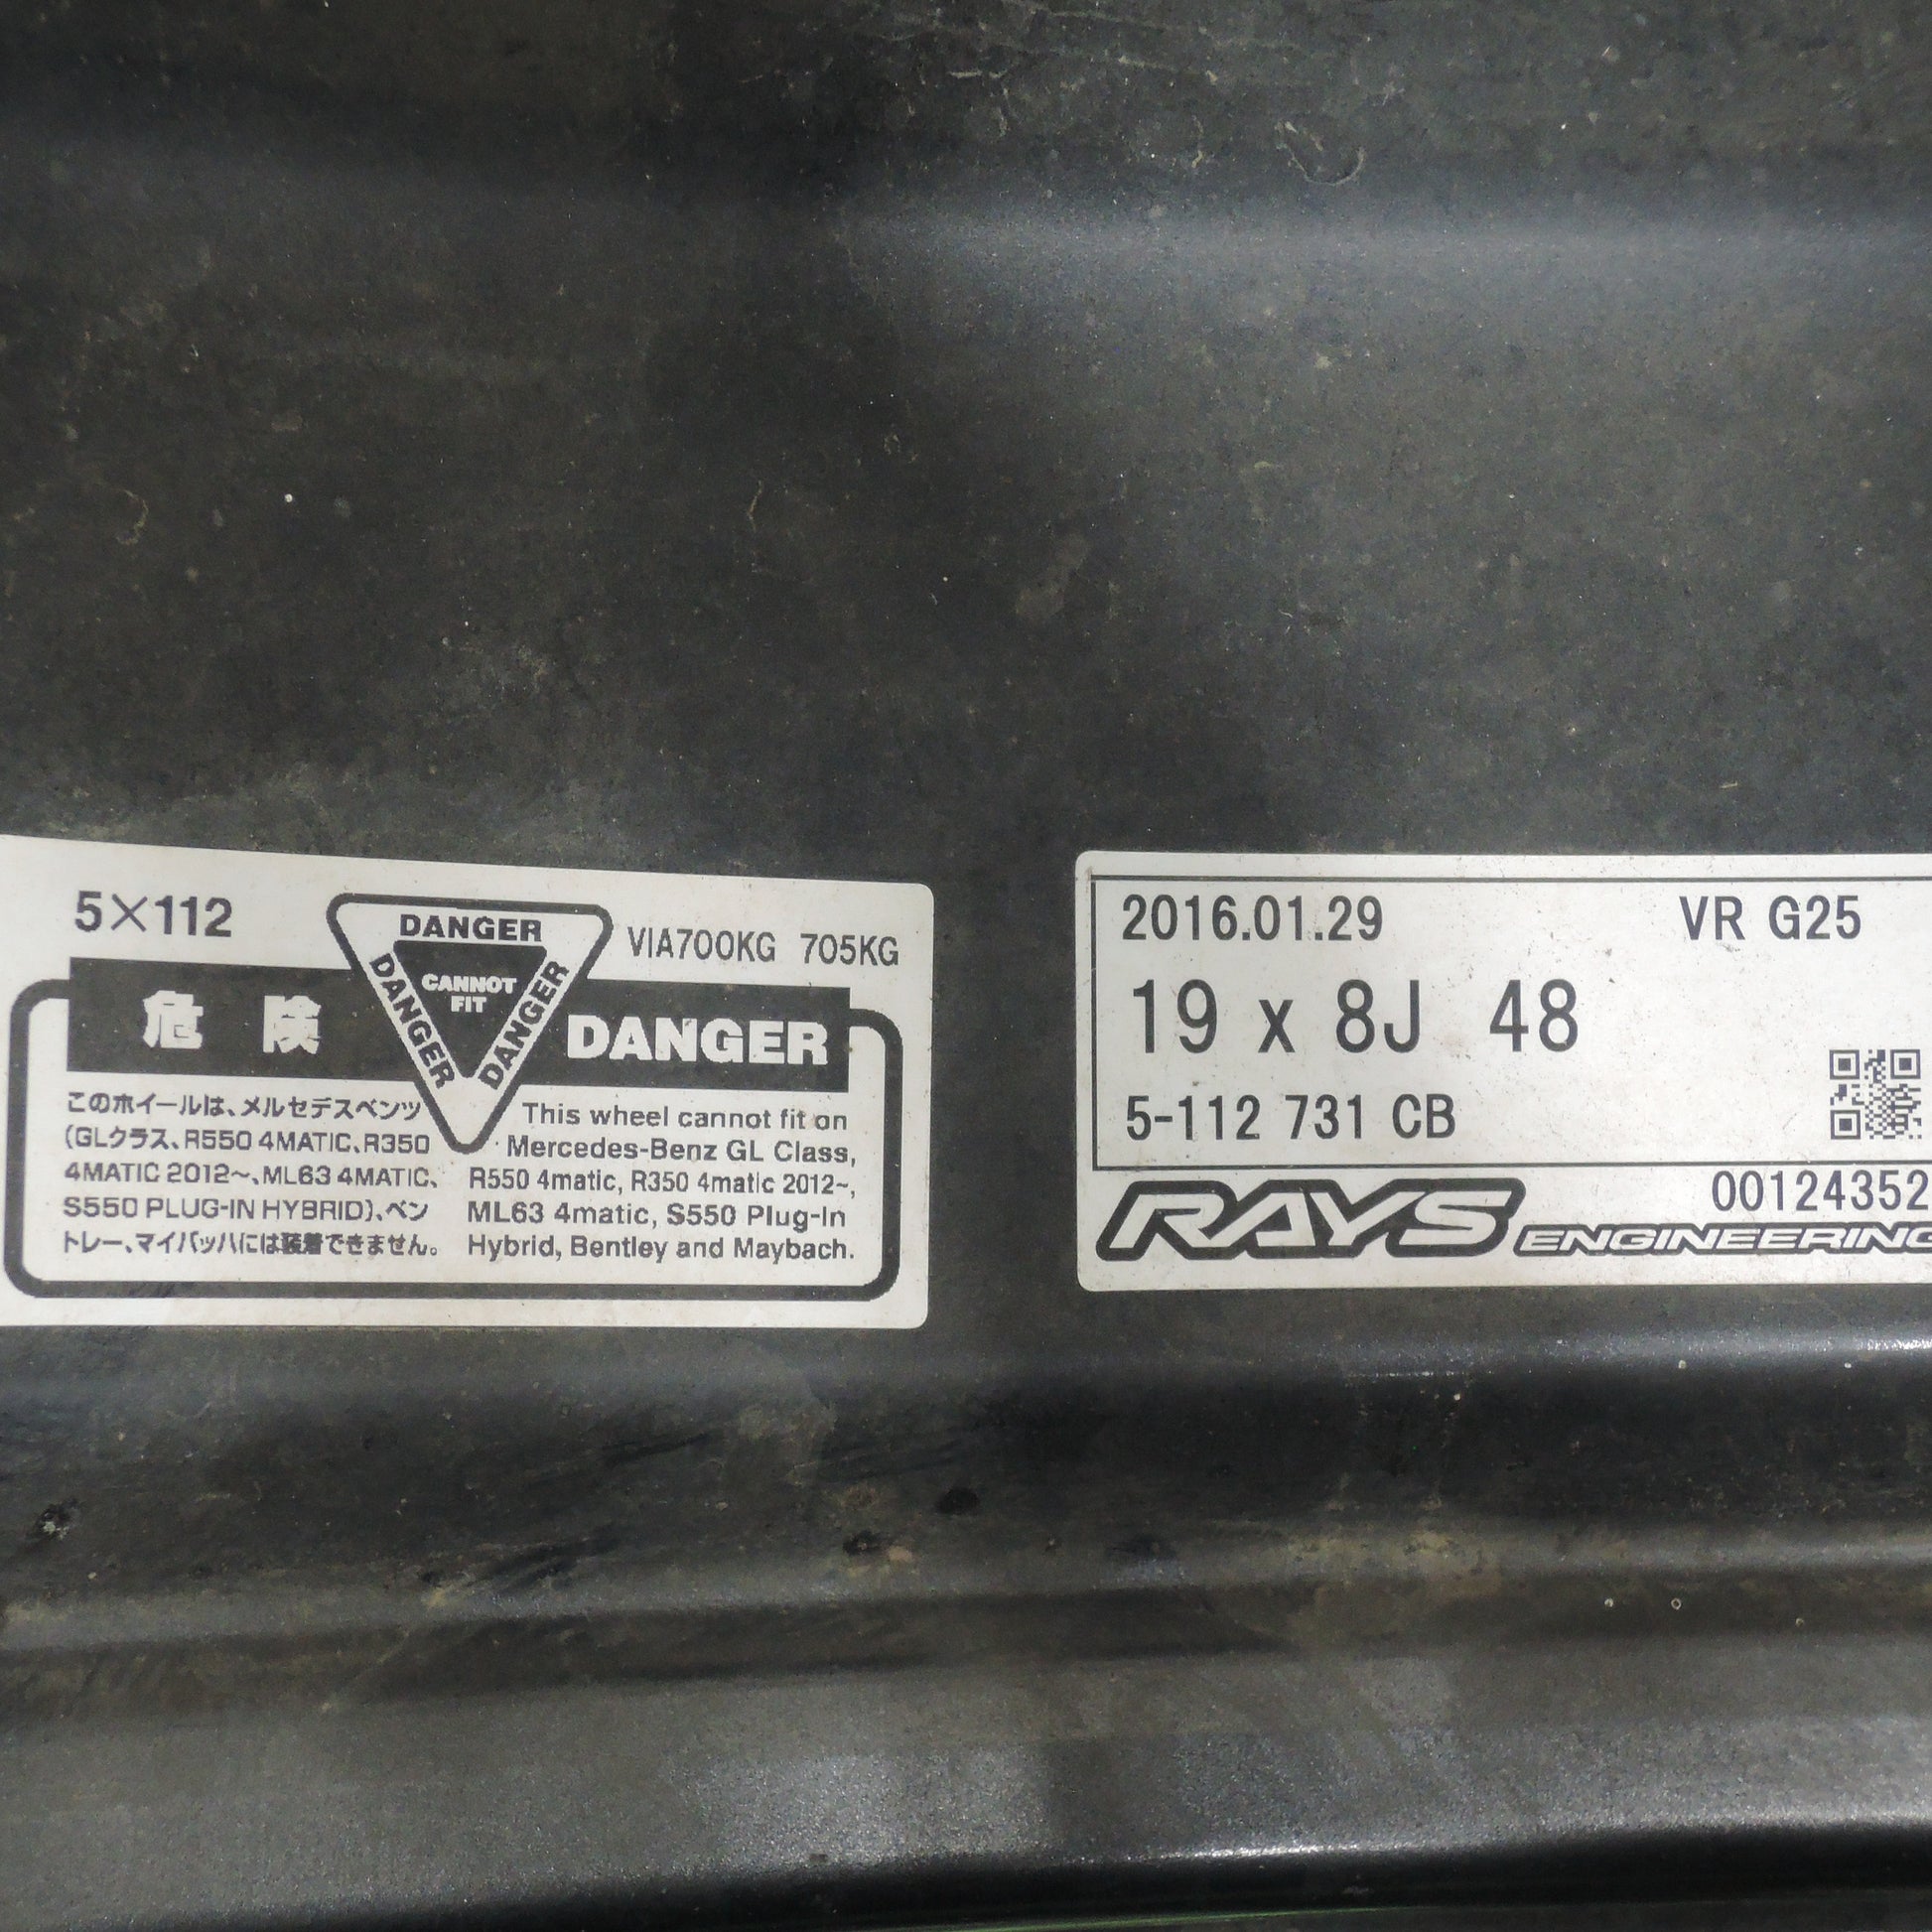 5×112
VIA700KG 705KG
DANGER
DANGER
DANGER
CANNOT
FIT
危険
DANGER
このホイールは、メルセデスベンツ
(GLクラス、R550 4MATIC、R350
4MATIC 2012~、ML63 4MATIC、
S550 PLUG-IN HYBRID)、ベン
トレー、マイバッハには装着できません。
This wheel cannot fit on
Mercedes-Benz GL Class,
R550 4matic, R350 4matic 2012~,
ML63 4matic, S550 Plug-In
Hybrid, Bentley and Maybach.
2016.01.29 VR G25
19 x 8J 48
5-112 731 CB
00124352
RAYS ENGINEERING